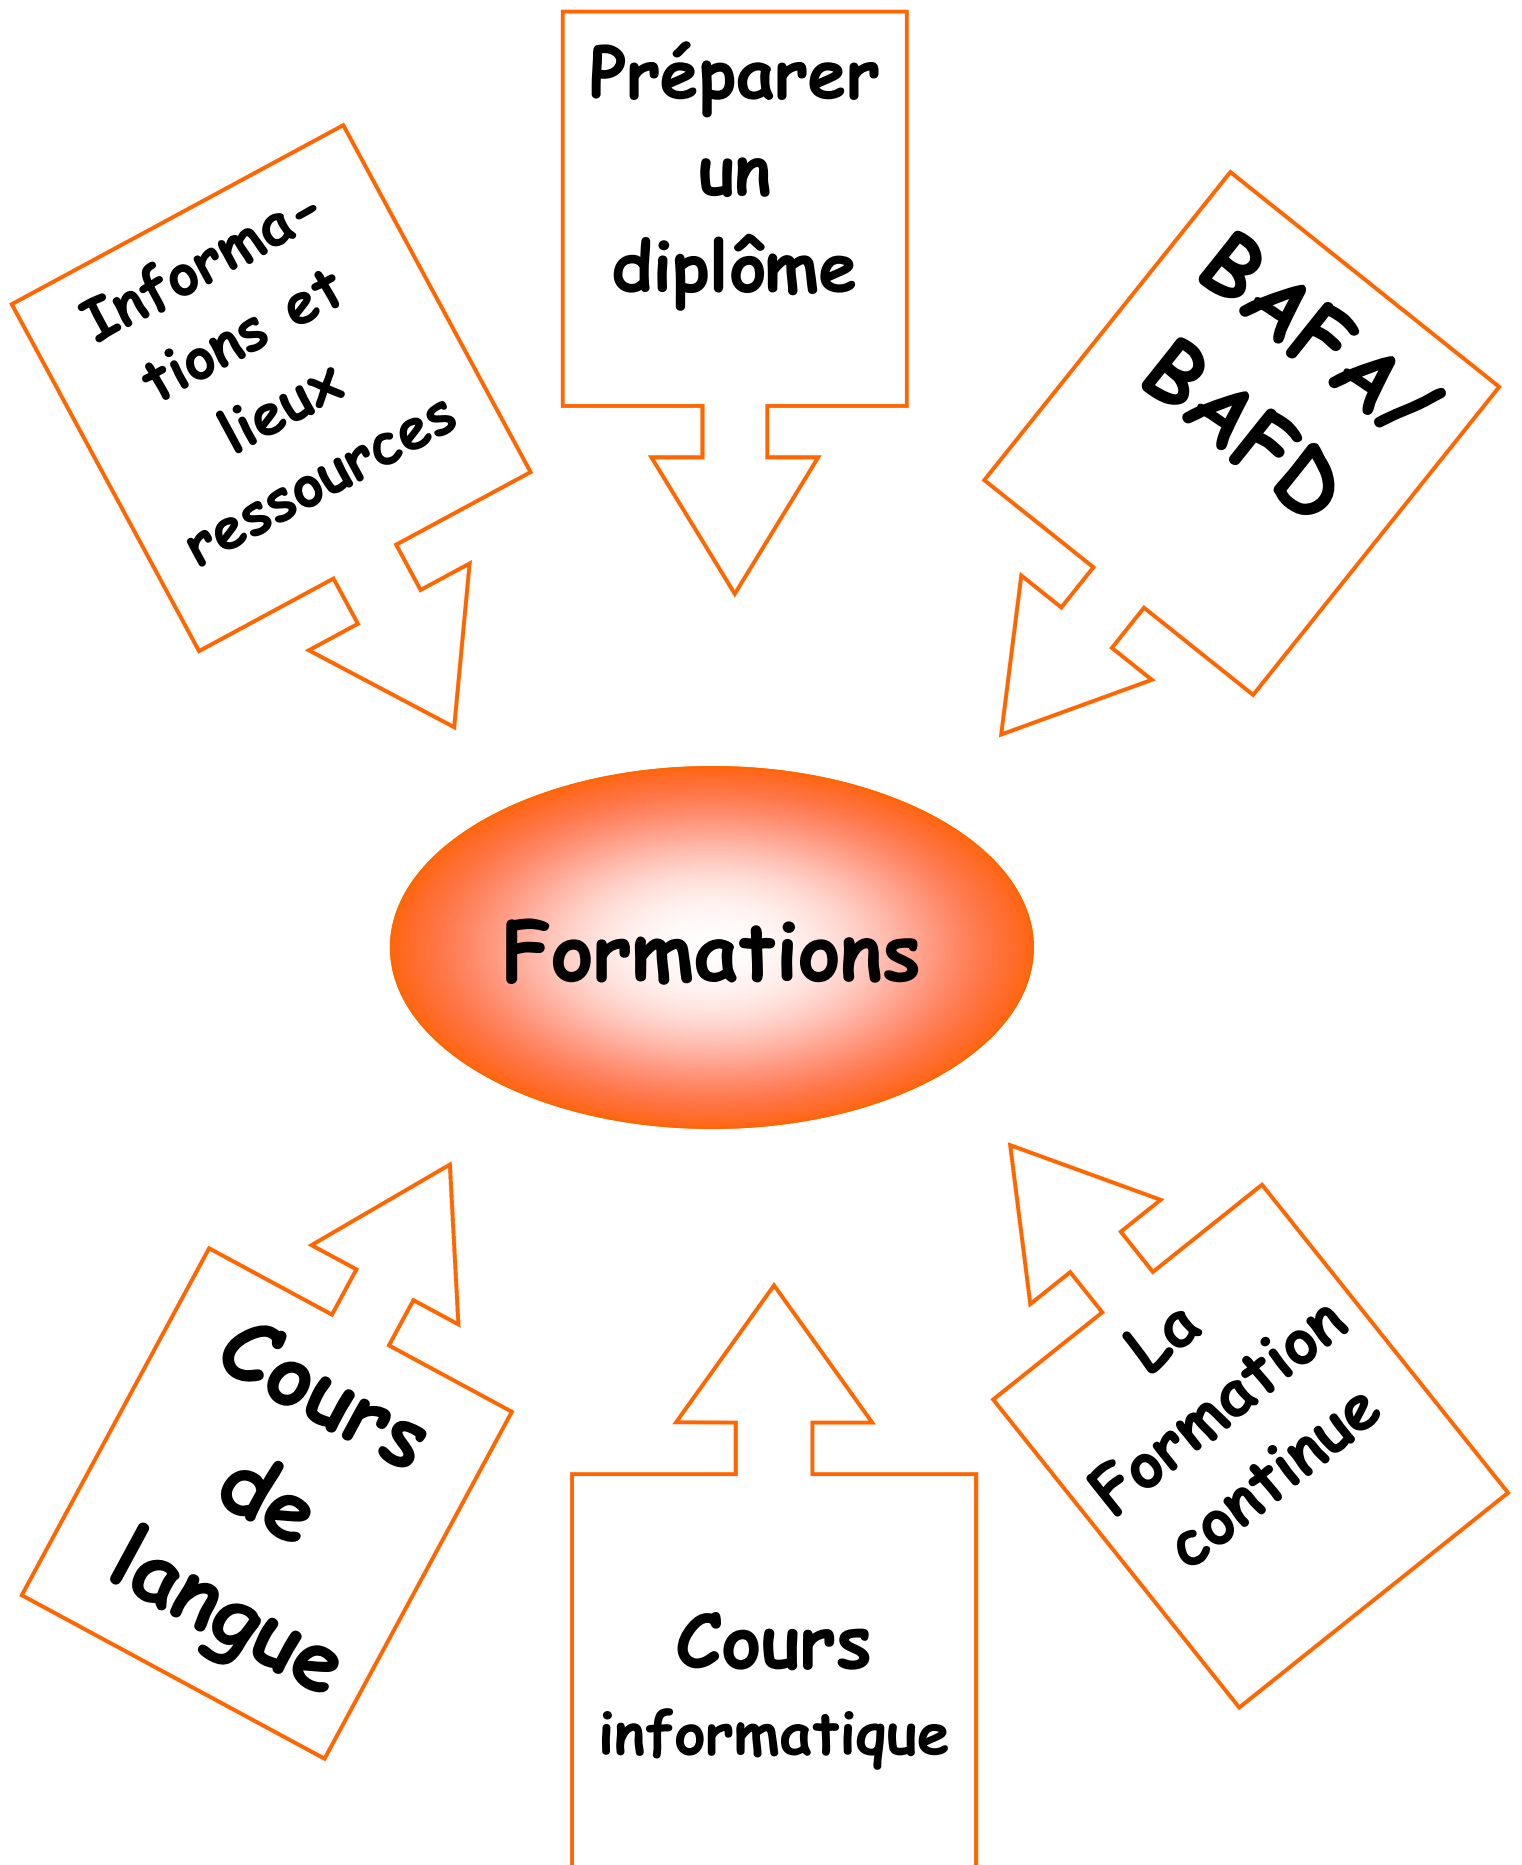 Préparer
un
diplôme
Informa-
tions et
lieux
ressources
BAFA/
BAFD
Formations
Cours
de
langue
Cours
informatique
La
Formation
continue